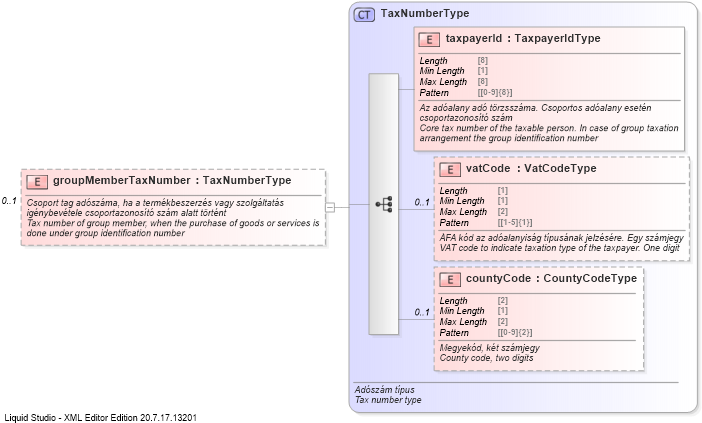 CT TaxNumberType
E taxpayerId : TaxpayerIdType
Length [8]
Min Length [1]
Max Length [8]
Pattern [[0-9]{8}]
Az adóalany adó törzsszáma. Csoportos adóalany esetén
csoportazonosító szám
Core tax number of the taxable person. In case of group taxation
arrangement the group identification number
0..1
E groupMemberTaxNumber : TaxNumberType
Csoport tag adószáma, ha a termékbeszerzés vagy szolgáltatás
igénybevétele csoportazonosító szám alatt történt
Tax number of group member, when the purchase of goods or services is
done under group identification number
0..1
E vatCode : VatCodeType
Length [1]
Min Length [1]
Max Length [2]
Pattern [[1-5]{1}]
ÁFA kód az adóalanyiság típusának jelzésére. Egy számjegy
VAT code to indicate taxation type of the taxpayer. One digit
0..1
E countyCode : CountyCodeType
Length [2]
Min Length [1]
Max Length [2]
Pattern [[0-9]{2}]
Megyekód, két számjegy
County code, two digits
Adószám típus
Tax number type
Liquid Studio - XML Editor Edition 20.7.17.13201